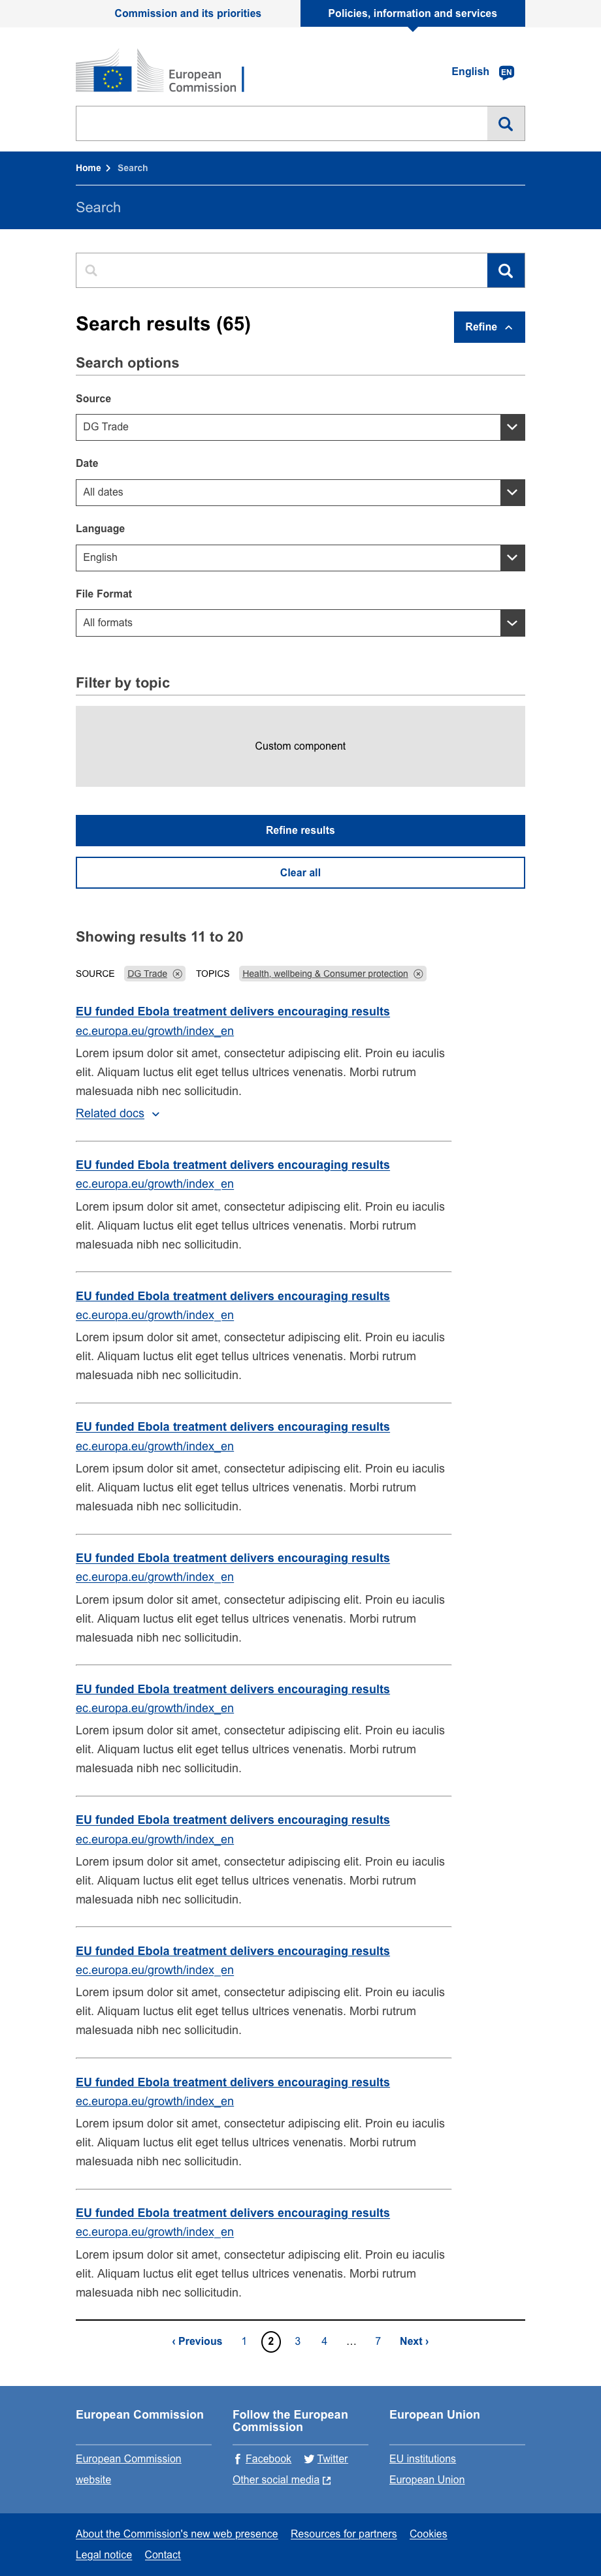 Commission and its priorities
Policies, information and services
European
Commission
English EN
Home Search
Search
Search results (65)
Refine
Search options
Source
DG Trade
Date
All dates
Language
English
File Format
All formats
Filter by topic
Custom component
Refine results
Clear all
Showing results 11 to 20
SOURCE DG Trade TOPICS Health, wellbeing & Consumer protection
EU funded Ebola treatment delivers encouraging results
ec.europa.eu/growth/index_en
Lorem ipsum dolor sit amet, consectetur adipiscing elit. Proin eu iaculis
elit. Aliquam luctus elit eget tellus ultrices venenatis. Morbi rutrum
malesuada nibh nec sollicitudin.
Related docs
EU funded Ebola treatment delivers encouraging results
ec.europa.eu/growth/index_en
Lorem ipsum dolor sit amet, consectetur adipiscing elit. Proin eu iaculis
elit. Aliquam luctus elit eget tellus ultrices venenatis. Morbi rutrum
malesuada nibh nec sollicitudin.
EU funded Ebola treatment delivers encouraging results
ec.europa.eu/growth/index_en
Lorem ipsum dolor sit amet, consectetur adipiscing elit. Proin eu iaculis
elit. Aliquam luctus elit eget tellus ultrices venenatis. Morbi rutrum
malesuada nibh nec sollicitudin.
EU funded Ebola treatment delivers encouraging results
ec.europa.eu/growth/index_en
Lorem ipsum dolor sit amet, consectetur adipiscing elit. Proin eu iaculis
elit. Aliquam luctus elit eget tellus ultrices venenatis. Morbi rutrum
malesuada nibh nec sollicitudin.
EU funded Ebola treatment delivers encouraging results
ec.europa.eu/growth/index_en
Lorem ipsum dolor sit amet, consectetur adipiscing elit. Proin eu iaculis
elit. Aliquam luctus elit eget tellus ultrices venenatis. Morbi rutrum
malesuada nibh nec sollicitudin.
EU funded Ebola treatment delivers encouraging results
ec.europa.eu/growth/index_en
Lorem ipsum dolor sit amet, consectetur adipiscing elit. Proin eu iaculis
elit. Aliquam luctus elit eget tellus ultrices venenatis. Morbi rutrum
malesuada nibh nec sollicitudin.
EU funded Ebola treatment delivers encouraging results
ec.europa.eu/growth/index_en
Lorem ipsum dolor sit amet, consectetur adipiscing elit. Proin eu iaculis
elit. Aliquam luctus elit eget tellus ultrices venenatis. Morbi rutrum
malesuada nibh nec sollicitudin.
EU funded Ebola treatment delivers encouraging results
ec.europa.eu/growth/index_en
Lorem ipsum dolor sit amet, consectetur adipiscing elit. Proin eu iaculis
elit. Aliquam luctus elit eget tellus ultrices venenatis. Morbi rutrum
malesuada nibh nec sollicitudin.
EU funded Ebola treatment delivers encouraging results
ec.europa.eu/growth/index_en
Lorem ipsum dolor sit amet, consectetur adipiscing elit. Proin eu iaculis
elit. Aliquam luctus elit eget tellus ultrices venenatis. Morbi rutrum
malesuada nibh nec sollicitudin.
EU funded Ebola treatment delivers encouraging results
ec.europa.eu/growth/index_en
Lorem ipsum dolor sit amet, consectetur adipiscing elit. Proin eu iaculis
elit. Aliquam luctus elit eget tellus ultrices venenatis. Morbi rutrum
malesuada nibh nec sollicitudin.
‹ Previous 1 2 3 4 … 7 Next ›
European Commission
European Commission
website
Follow the European
Commission
Facebook Twitter
Other social media
European Union
EU institutions
European Union
About the Commission's new web presence Resources for partners Cookies
Legal notice Contact